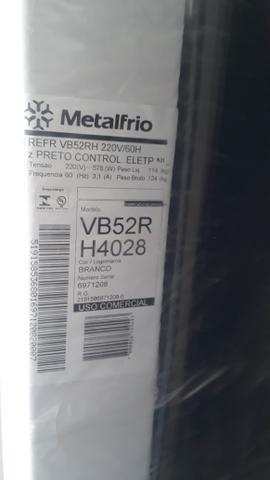 Metalfrio
REFR VB52RH 220V/60H
z PRETO CONTROL ELETP
Tensao 220(V) - 578 (W) Peso Liq. 114 (kg)
Frequencia 60 (Hz) 3,1 (A) Peso Bruto 124 (kg)
Segurança
Modelo
VB52R
H4028
Cor / Logomarca
BRANCO
Numero Serial
6971208
R.G.
USO COMERCIAL